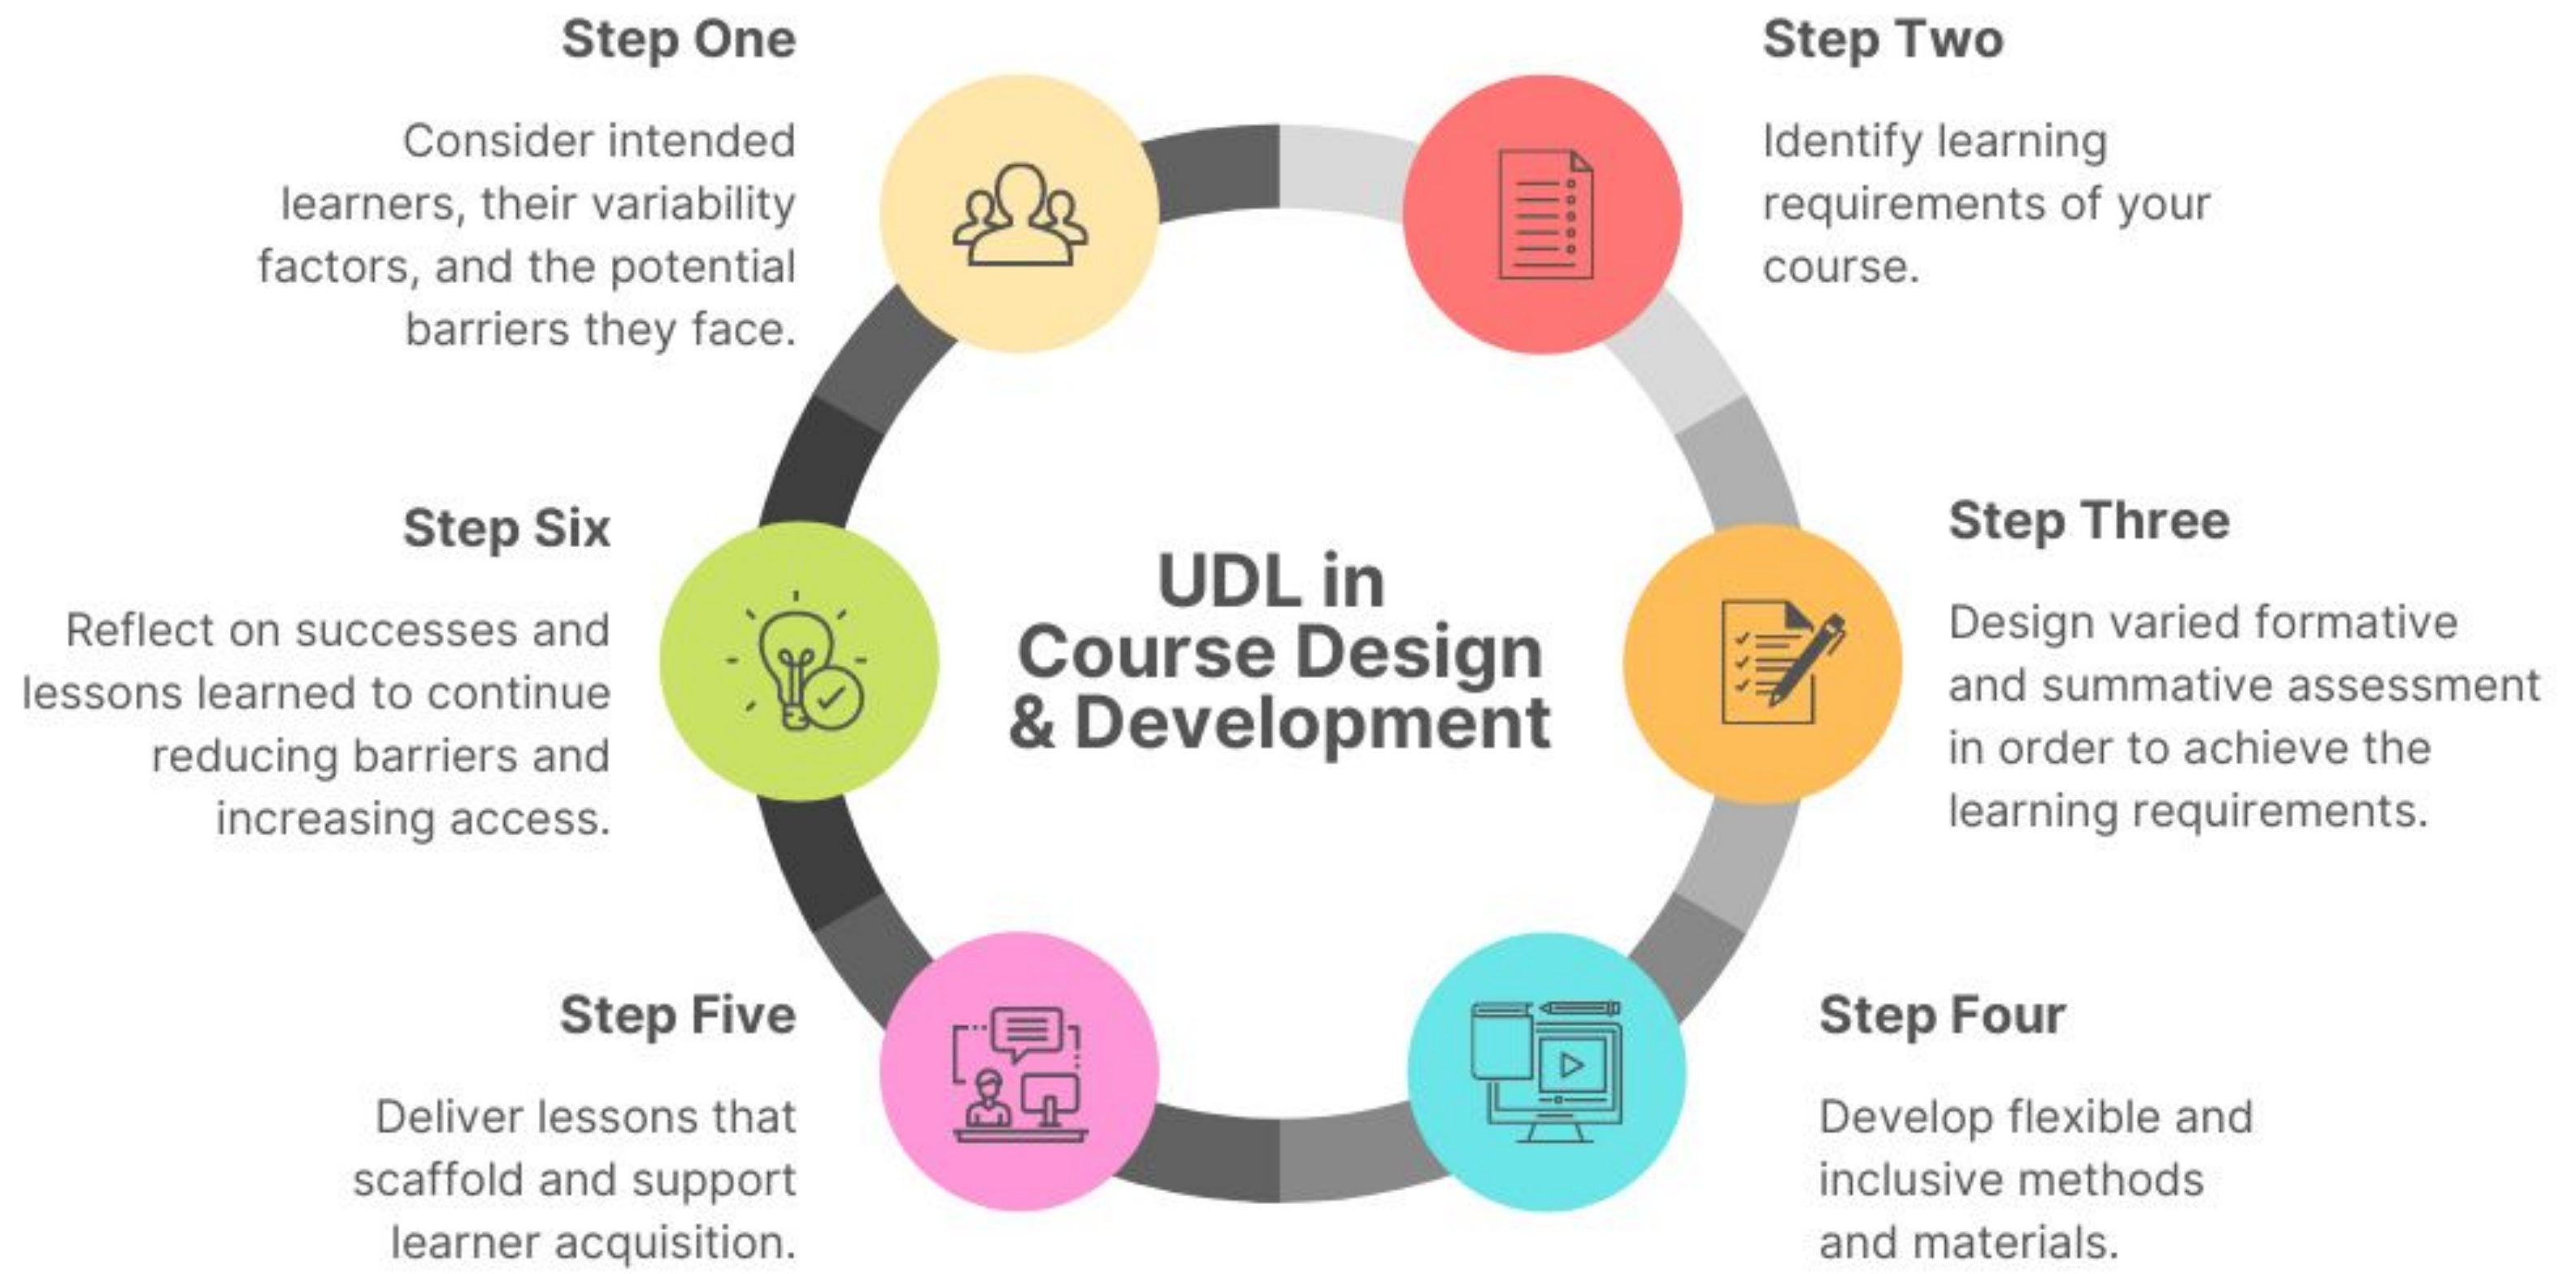 Step One
Consider intended
learners, their variability
factors, and the potential
barriers they face.
Step Two
Identify learning
requirements of your
course.
Step Three
Design varied formative
and summative assessment
in order to achieve the
learning requirements.
Step Four
Develop flexible and
inclusive methods
and materials.
Step Five
Deliver lessons that
scaffold and support
learner acquisition.
Step Six
Reflect on successes and
lessons learned to continue
reducing barriers and
increasing access.
UDL in
Course Design
& Development